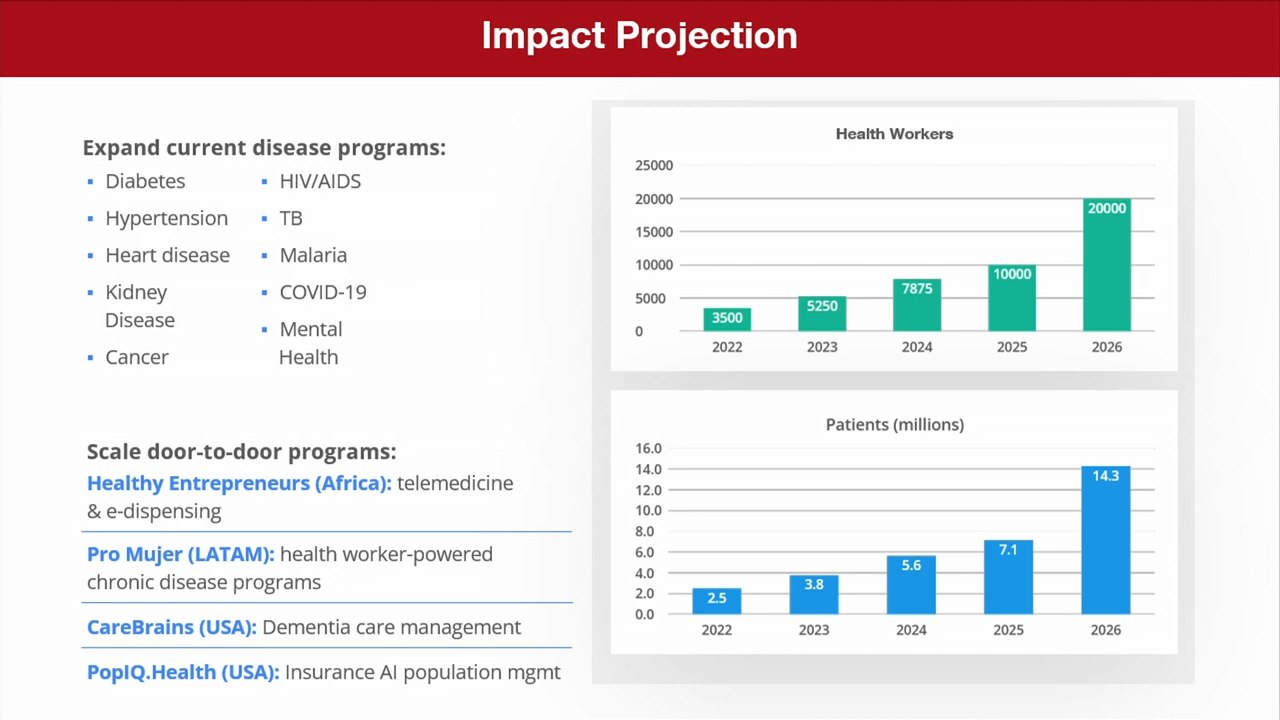 Impact Projection
Expand current disease programs:
▪ Diabetes
▪ Hypertension
▪ Heart disease
▪ Kidney
Disease
▪ Cancer
▪ HIV/AIDS
▪ TB
▪ Malaria
▪ COVID-19
▪ Mental
Health
Scale door-to-door programs:
Healthy Entrepreneurs (Africa): telemedicine
& e-dispensing
Pro Mujer (LATAM): health worker-powered
chronic disease programs
CareBrains (USA): Dementia care management
PopIQ.Health (USA): Insurance AI population mgmt
Health Workers
25000
20000
15000
10000
5000
0
3500
5250
7875
10000
20000
2022 2023 2024 2025 2026
Patients (millions)
16.0
14.0
12.0
10.0
8.0
6.0
4.0
2.0
0.0
2.5
3.8
5.6
7.1
14.3
2022 2023 2024 2025 2026